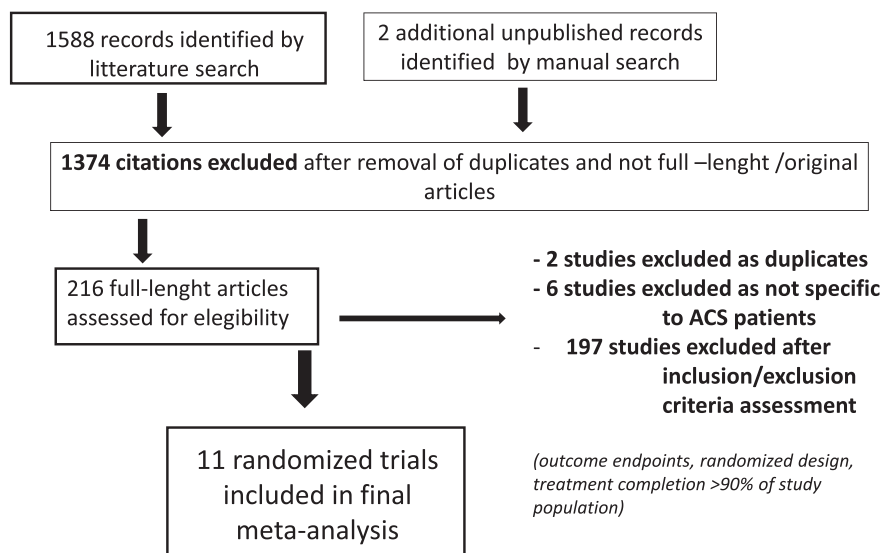 1588 records identified by
litterature search
2 additional unpublished records
identified by manual search
1374 citations excluded after removal of duplicates and not full –lenght /original
articles
216 full-lenght articles
assessed for elegibility
- 2 studies excluded as duplicates
- 6 studies excluded as not specific
to ACS patients
- 197 studies excluded after
inclusion/exclusion
criteria assessment
(outcome endpoints, randomized design,
treatment completion >90% of study
population)
11 randomized trials
included in final
meta-analysis